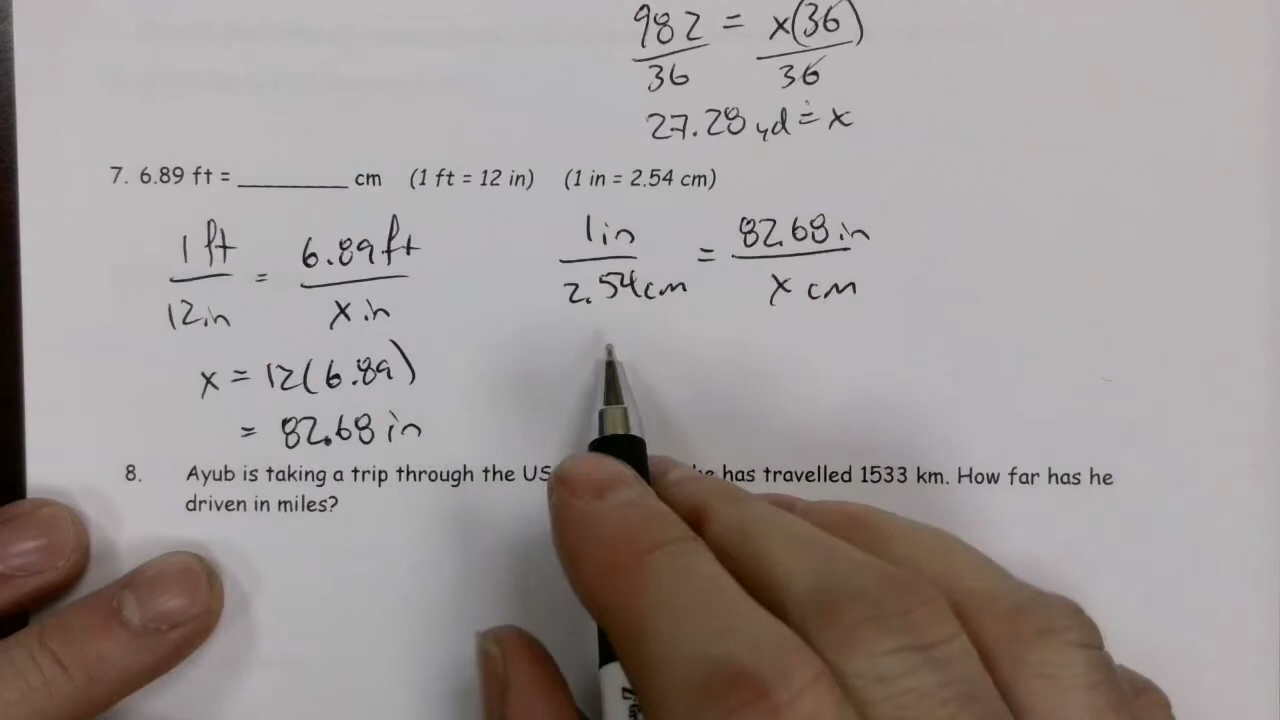 982 = x(36)
36 36
27.28 yd ≐ x
7. 6.89 ft = __________ cm (1 ft = 12 in) (1 in = 2.54 cm)
1 ft = 6.89 ft
12 in x in
1 in = 82.68 in
2.54 cm x cm
x = 12(6.89)
= 82.68 in
8. Ayub is taking a trip through the US has travelled 1533 km. How far has he
driven in miles?